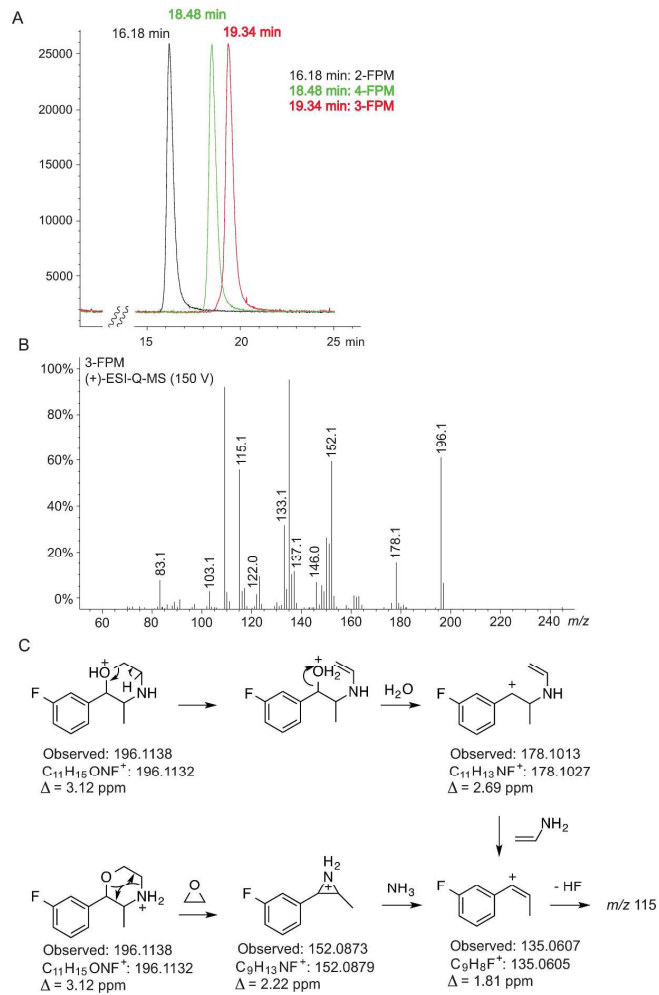 A
18.48 min
16.18 min
19.34 min
16.18 min: 2-FPM
18.48 min: 4-FPM
19.34 min: 3-FPM
25000
20000
15000
10000
5000
15
20
25 min
B
3-FPM
(+)-ESI-Q-MS (150 V)
100%
80%
60%
40%
20%
0%
83.1
103.1
115.1
122.0
133.1
137.1
146.0
152.1
178.1
196.1
60 80 100 120 140 160 180 200 220 240 m/z
C
HO+
H
NH
F
+OH2
NH
F
H2O
+
NH
F
Observed: 196.1138
C11H15ONF+: 196.1132
Δ = 3.12 ppm
Observed: 178.1013
C11H13NF+: 178.1027
Δ = 2.69 ppm
NH2
O
NH2
+
F
O
H2
N
+
F
NH3
+
F
- HF
m/z 115
Observed: 196.1138
C11H15ONF+: 196.1132
Δ = 3.12 ppm
Observed: 152.0873
C9H13NF+: 152.0879
Δ = 2.22 ppm
Observed: 135.0607
C9H8F+: 135.0605
Δ = 1.81 ppm